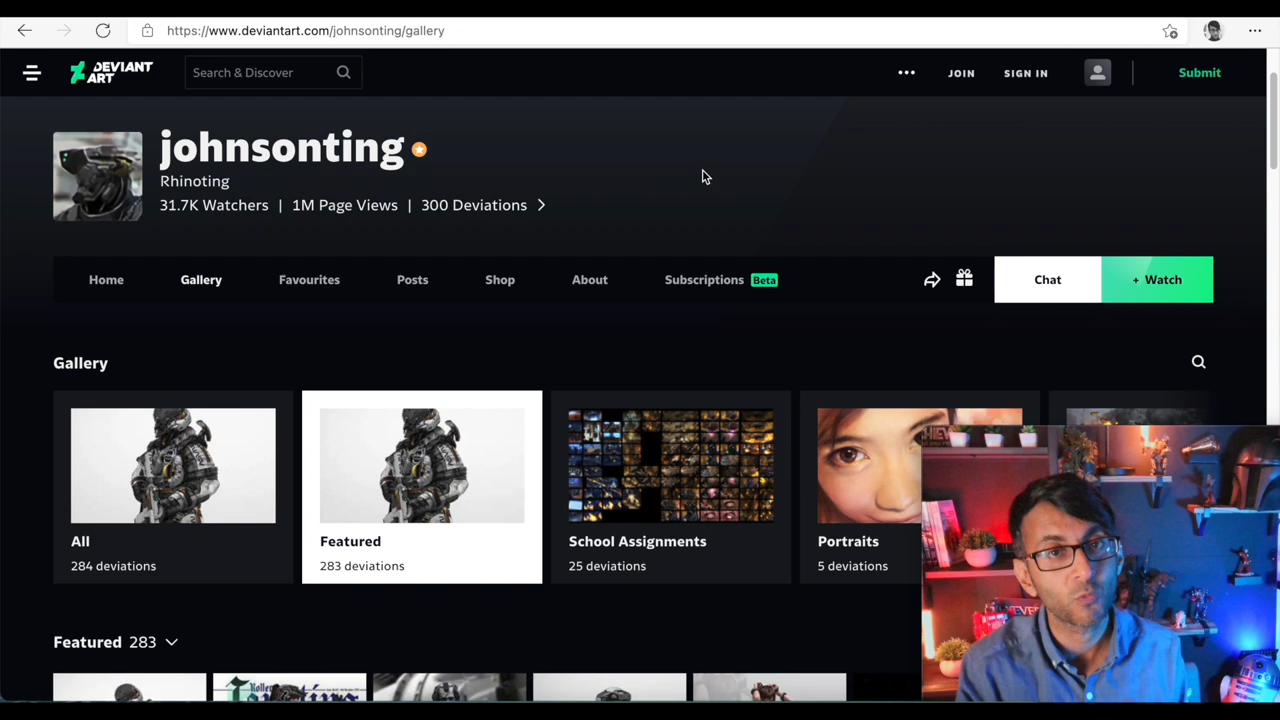 https://www.deviantart.com/johnsonting/gallery
DEVIANT ART
Search & Discover
JOIN
SIGN IN
Submit
johnsonting
Rhinoting
31.7K Watchers | 1M Page Views | 300 Deviations
Home
Gallery
Favourites
Posts
Shop
About
Subscriptions Beta
Chat
+ Watch
Gallery
All
284 deviations
Featured
283 deviations
School Assignments
25 deviations
Portraits
5 deviations
Featured 283